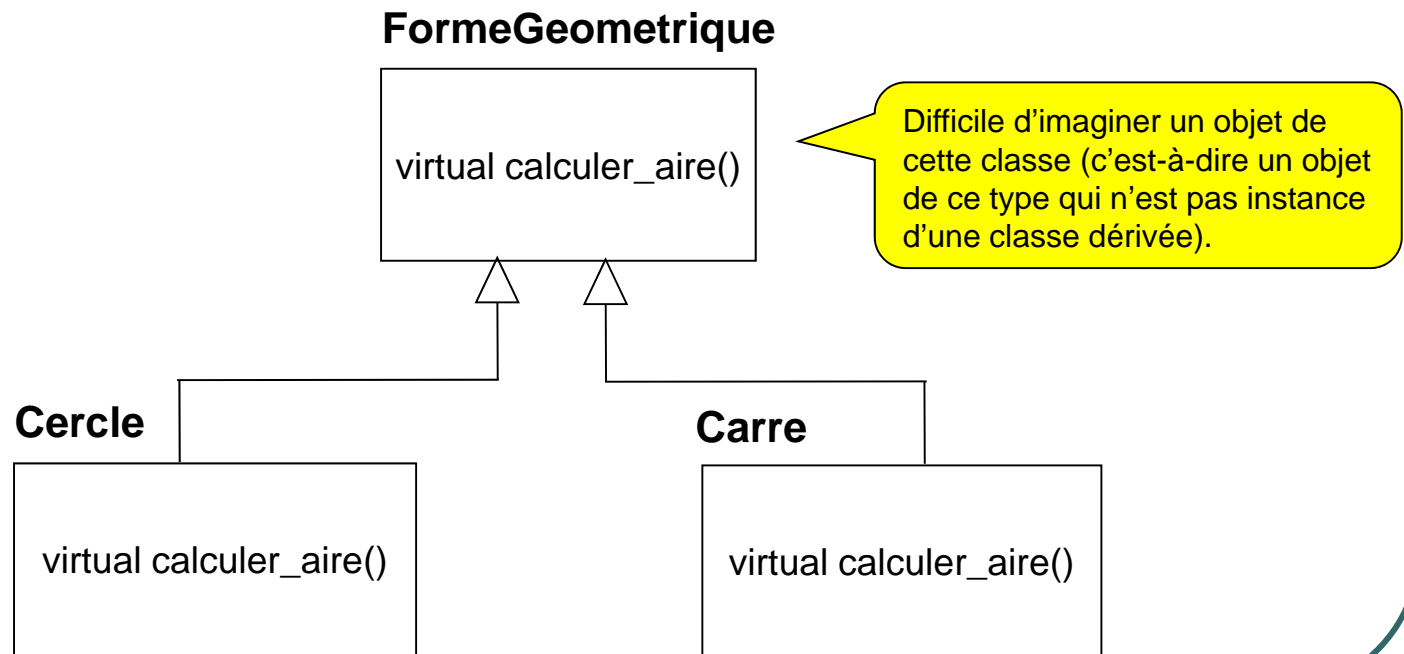 FormeGeometrique
virtual calculer_aire()
Difficile d’imaginer un objet de
cette classe (c’est-à-dire un objet
de ce type qui n’est pas instance
d’une classe dérivée).
Cercle
virtual calculer_aire()
Carre
virtual calculer_aire()